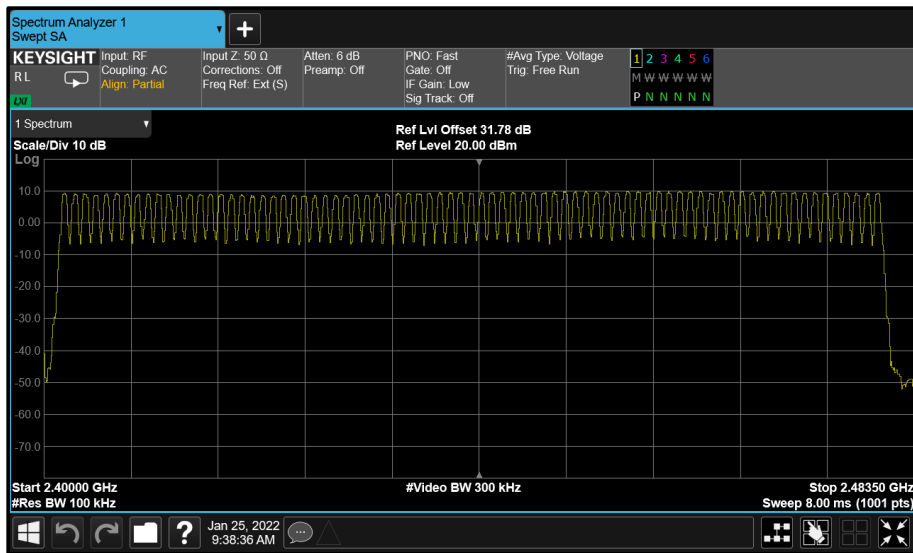 Spectrum Analyzer 1
Swept SA
KEYSIGHT
RL
LXI
Input: RF
Coupling: AC
Align: Partial
Input Z: 50 Ω
Corrections: Off
Freq Ref: Ext (S)
Atten: 6 dB
Preamp: Off
PNO: Fast
Gate: Off
IF Gain: Low
Sig Track: Off
#Avg Type: Voltage
Trig: Free Run
1 2 3 4 5 6
M W W W W W
P N N N N N
1 Spectrum
Scale/Div 10 dB
Ref Lvl Offset 31.78 dB
Ref Level 20.00 dBm
Log
10.0
0.00
-10.0
-20.0
-30.0
-40.0
-50.0
-60.0
-70.0
Start 2.40000 GHz
#Res BW 100 kHz
#Video BW 300 kHz
Stop 2.48350 GHz
Sweep 8.00 ms (1001 pts)
?
Jan 25, 2022
9:38:36 AM